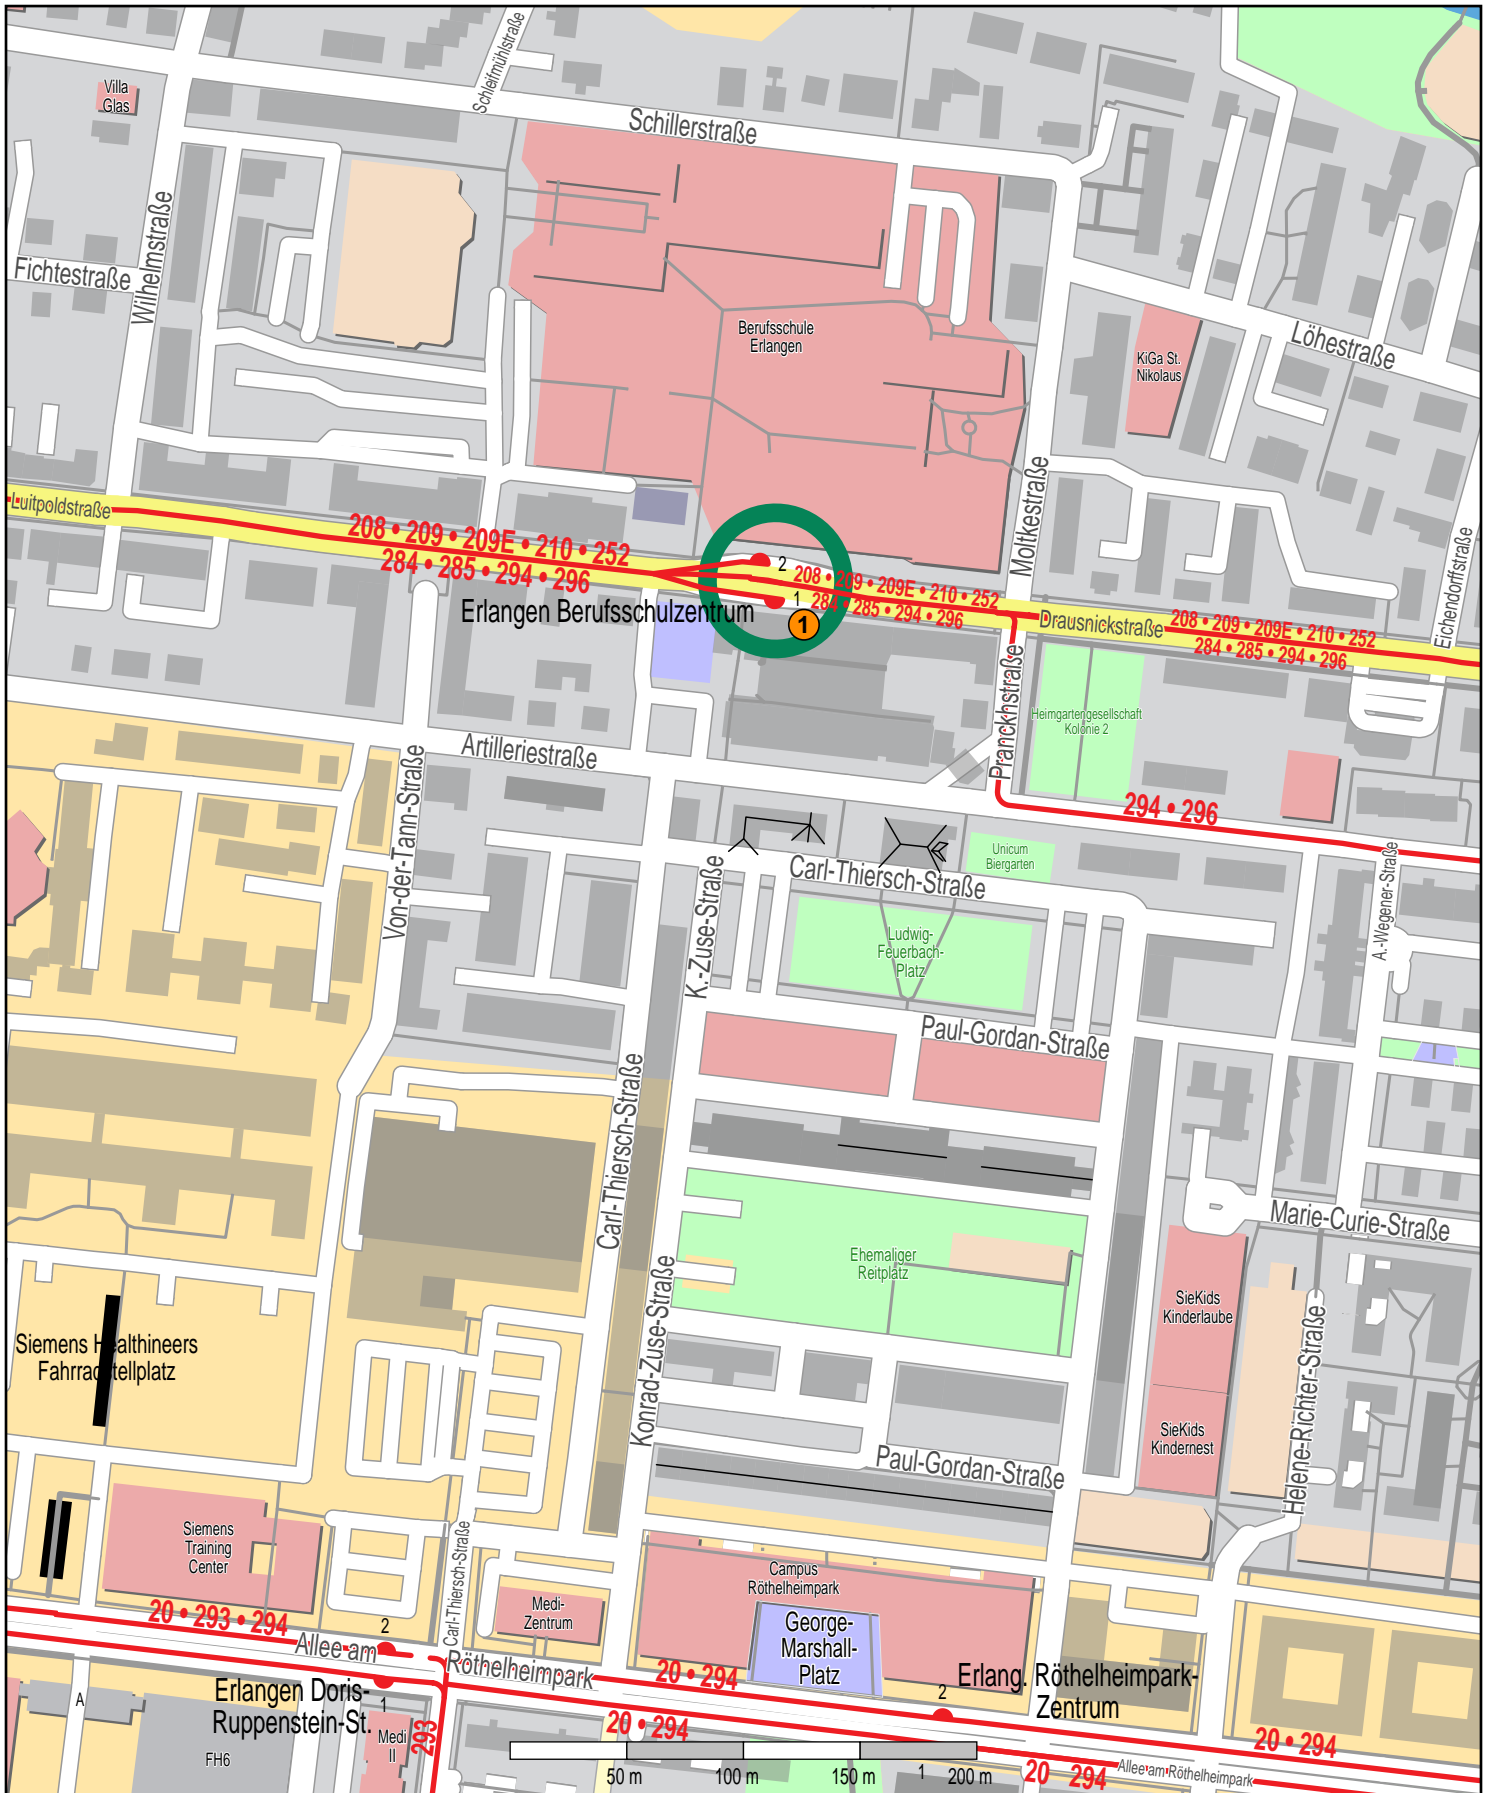 Villa
Glas
Schleifmühlstraße
Schillerstraße
Wilhelmstraße
Fichtestraße
Berufsschule
Erlangen
KiGa St.
Nikolaus
Löhestraße
Moltkestraße
Eichendorffstraße
Luitpoldstraße
208 • 209 • 209E • 210 • 252
284 • 285 • 294 • 296
2
208 • 209 • 209E • 210 • 252
1
284 • 285 • 294 • 296
1
Erlangen Berufsschulzentrum
Drausnickstraße
208 • 209 • 209E • 210 • 252
284 • 285 • 294 • 296
Pranckhstraße
Heimgartengesellschaft
Kolonie 2
Artilleriestraße
Von-der-Tann-Straße
294 • 296
Unicum
Biergarten
Carl-Thiersch-Straße
K.-Zuse-Straße
A.-Wegener-Straße
Ludwig-
Feuerbach-
Platz
Paul-Gordan-Straße
Carl-Thiersch-Straße
Marie-Curie-Straße
Ehemaliger
Reitplatz
Konrad-Zuse-Straße
SieKids
Kinderlaube
Helene-Richter-Straße
Siemens Healthineers
Fahrradstellplatz
SieKids
Kindernest
Paul-Gordan-Straße
Siemens
Training
Center
Carl-Thiersch-Straße
Medi-
Zentrum
Campus
Röthelheimpark
George-
Marshall-
Platz
20 • 293 • 294
2
Allee am
Röthelheimpark
20 • 294
Erlang. Röthelheimpark-
Zentrum
2
Erlangen Doris-
Ruppenstein-St.
1
A
Medi
II
293
FH6
20 • 294
20 • 294
20 294
Allee am Röthelheimpark
1
50 m
100 m
150 m
200 m